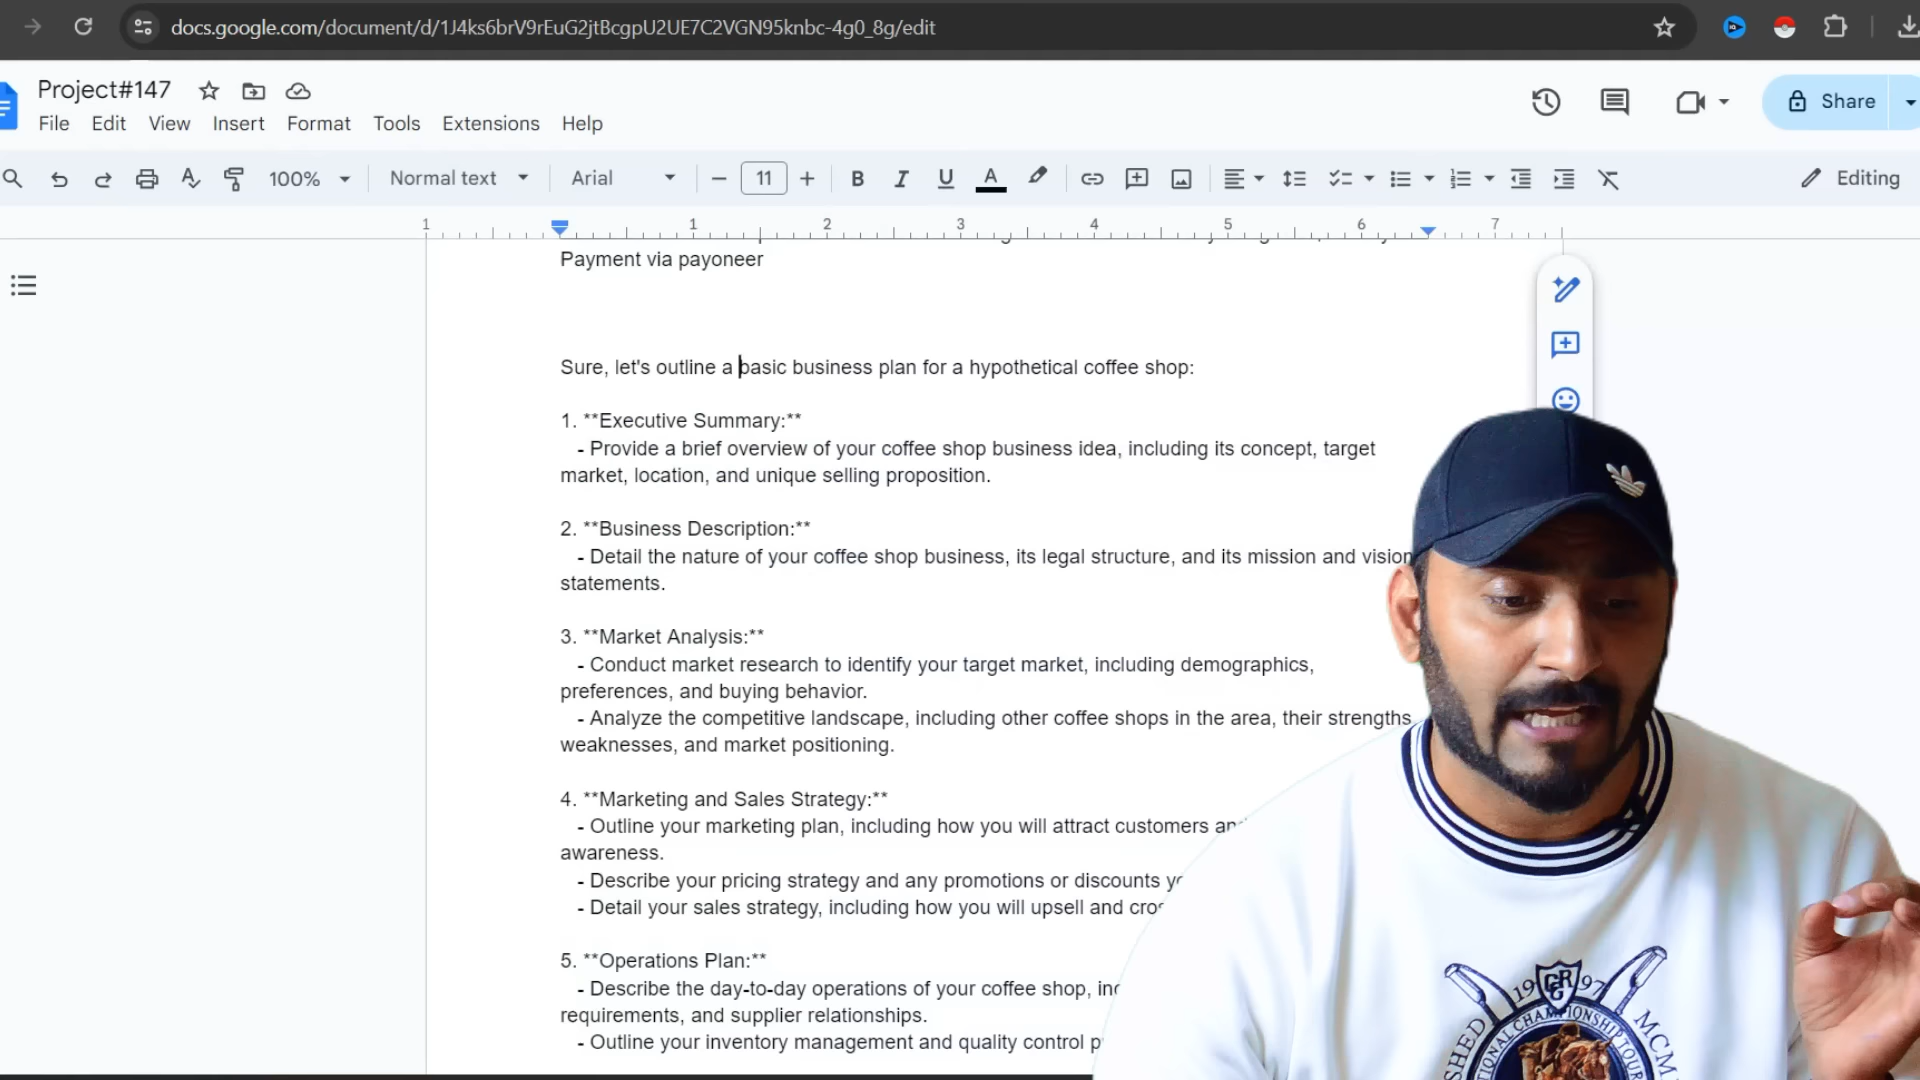 docs.google.com/document/d/1J4ks6brV9rEuG2jtBcgpU2UE7C2VGN95knbc-4g0_8g/edit
Project#147
File Edit View Insert Format Tools Extensions Help
Share
100% Normal text Arial 11 Editing
1 1 2 3 4 5 6 7
Payment via payoneer
Sure, let's outline a basic business plan for a hypothetical coffee shop:
1. **Executive Summary:**
- Provide a brief overview of your coffee shop business idea, including its concept, target
market, location, and unique selling proposition.
2. **Business Description:**
- Detail the nature of your coffee shop business, its legal structure, and its mission and vision
statements.
3. **Market Analysis:**
- Conduct market research to identify your target market, including demographics,
preferences, and buying behavior.
- Analyze the competitive landscape, including other coffee shops in the area, their strengths
weaknesses, and market positioning.
4. **Marketing and Sales Strategy:**
- Outline your marketing plan, including how you will attract customers
awareness.
- Describe your pricing strategy and any promotions or discounts
- Detail your sales strategy, including how you will upsell and
5. **Operations Plan:**
- Describe the day-to-day operations of your coffee shop,
requirements, and supplier relationships.
- Outline your inventory management and quality control